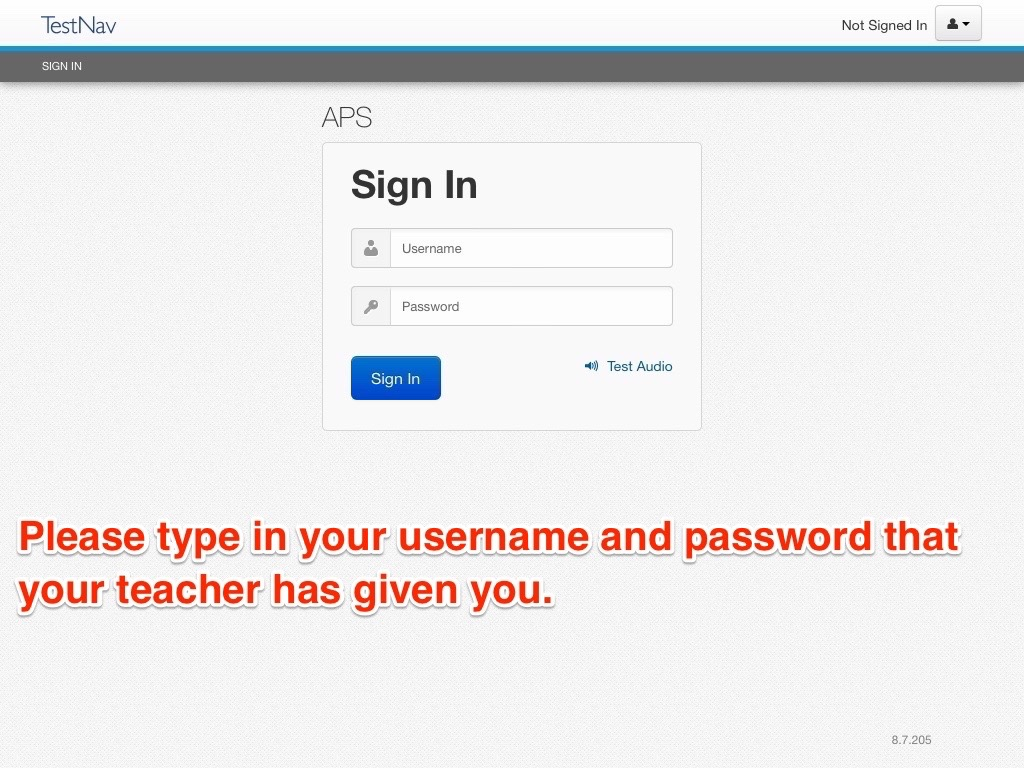 TestNav
Not Signed In
SIGN IN
APS
Sign In
Username
Password
Sign In
Test Audio
Please type in your username and password that
your teacher has given you.
8.7.205